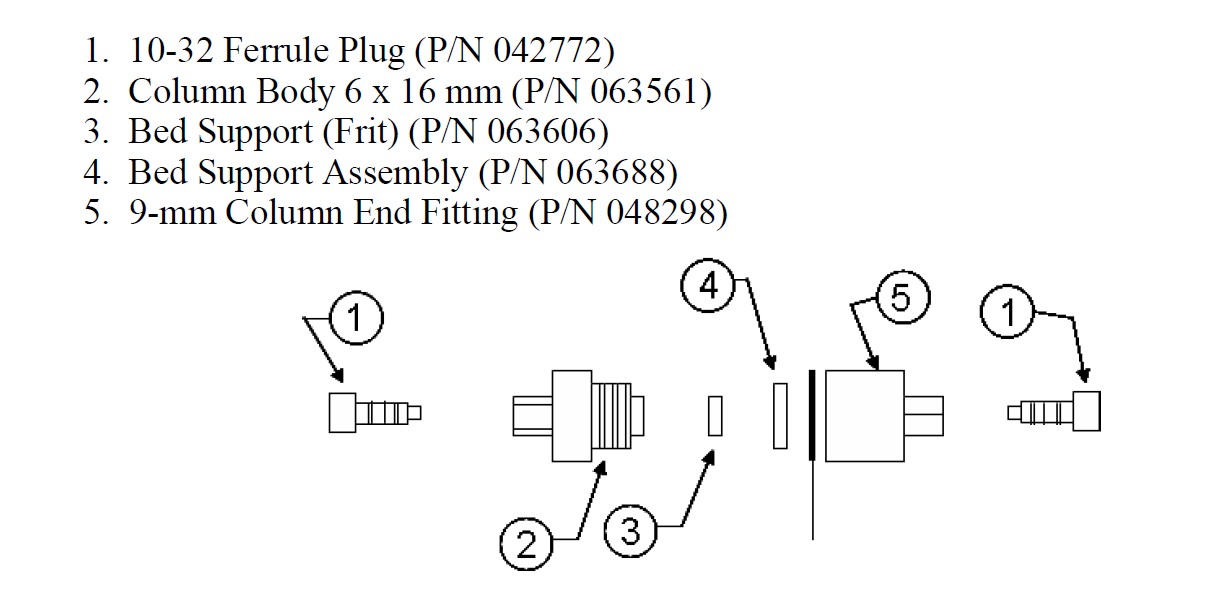 1. 10-32 Ferrule Plug (P/N 042772)
2. Column Body 6 x 16 mm (P/N 063561)
3. Bed Support (Frit) (P/N 063606)
4. Bed Support Assembly (P/N 063688)
5. 9-mm Column End Fitting (P/N 048298)
4
5
1
1
2
3